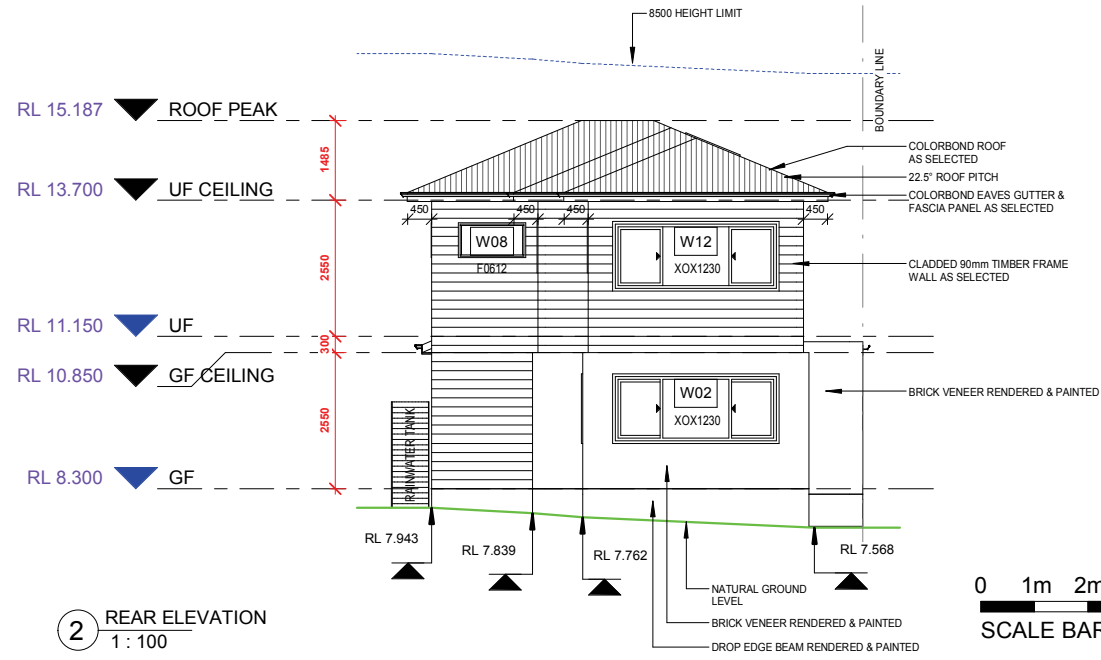 8500 HEIGHT LIMIT
BOUNDARY LINE
RL 15.187 ROOF PEAK
1485
COLORBOND ROOF
AS SELECTED
22.5° ROOF PITCH
RL 13.700 UF CEILING
COLORBOND EAVES GUTTER &
FASCIA PANEL AS SELECTED
450 450 450 450
W08
F0612
W12
XOX1230
2550
CLADDED 90mm TIMBER FRAME
WALL AS SELECTED
RL 11.150 UF
300
RL 10.850 GF CEILING
W02
XOX1230
BRICK VENEER RENDERED & PAINTED
2550
RAINWATER TANK
RL 8.300 GF
RL 7.943
RL 7.839
RL 7.762
RL 7.568
NATURAL GROUND
LEVEL
BRICK VENEER RENDERED & PAINTED
DROP EDGE BEAM RENDERED & PAINTED
2 REAR ELEVATION
1 : 100
0 1m 2m
SCALE BAR